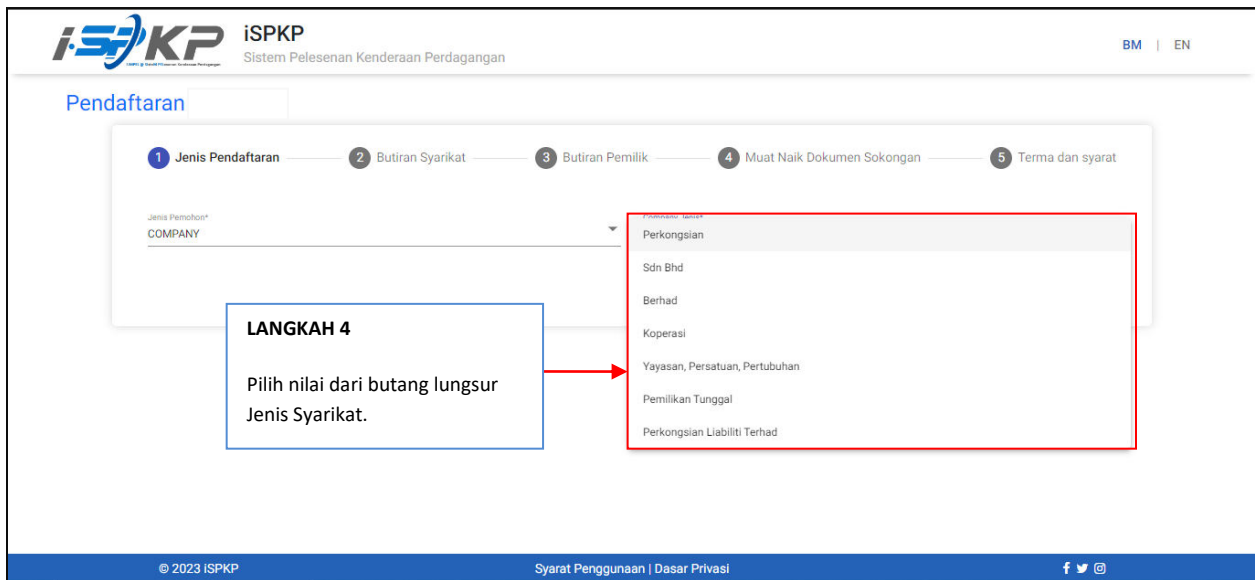 i-SPKP
iSPKP
Sistem Pelesenan Kenderaan Perdagangan
BM | EN
Pendaftaran
1 Jenis Pendaftaran
2 Butiran Syarikat
3 Butiran Pemilik
4 Muat Naik Dokumen Sokongan
5 Terma dan syarat
Jenis Pemohon*
COMPANY
Company Jenis*
Perkongsian
Sdn Bhd
Berhad
Koperasi
Yayasan, Persatuan, Pertubuhan
Pemilikan Tunggal
Perkongsian Liabiliti Terhad
LANGKAH 4
Pilih nilai dari butang lungsur
Jenis Syarikat.
© 2023 iSPKP
Syarat Penggunaan | Dasar Privasi